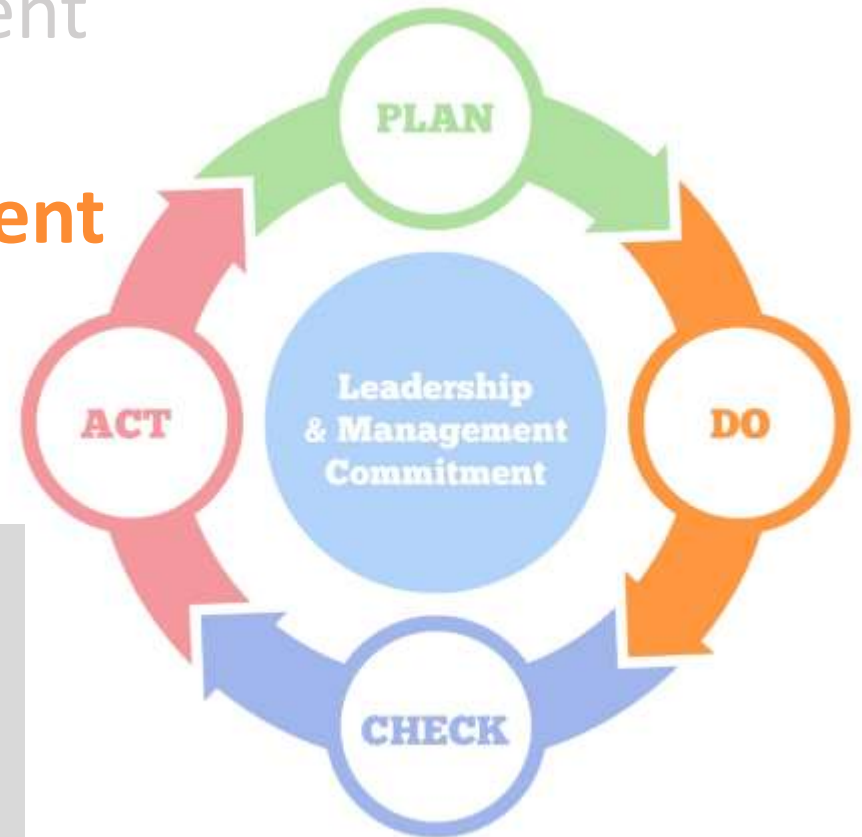 ent
PLAN
ent
Leadership
& Management
Commitment
ACT
DO
CHECK